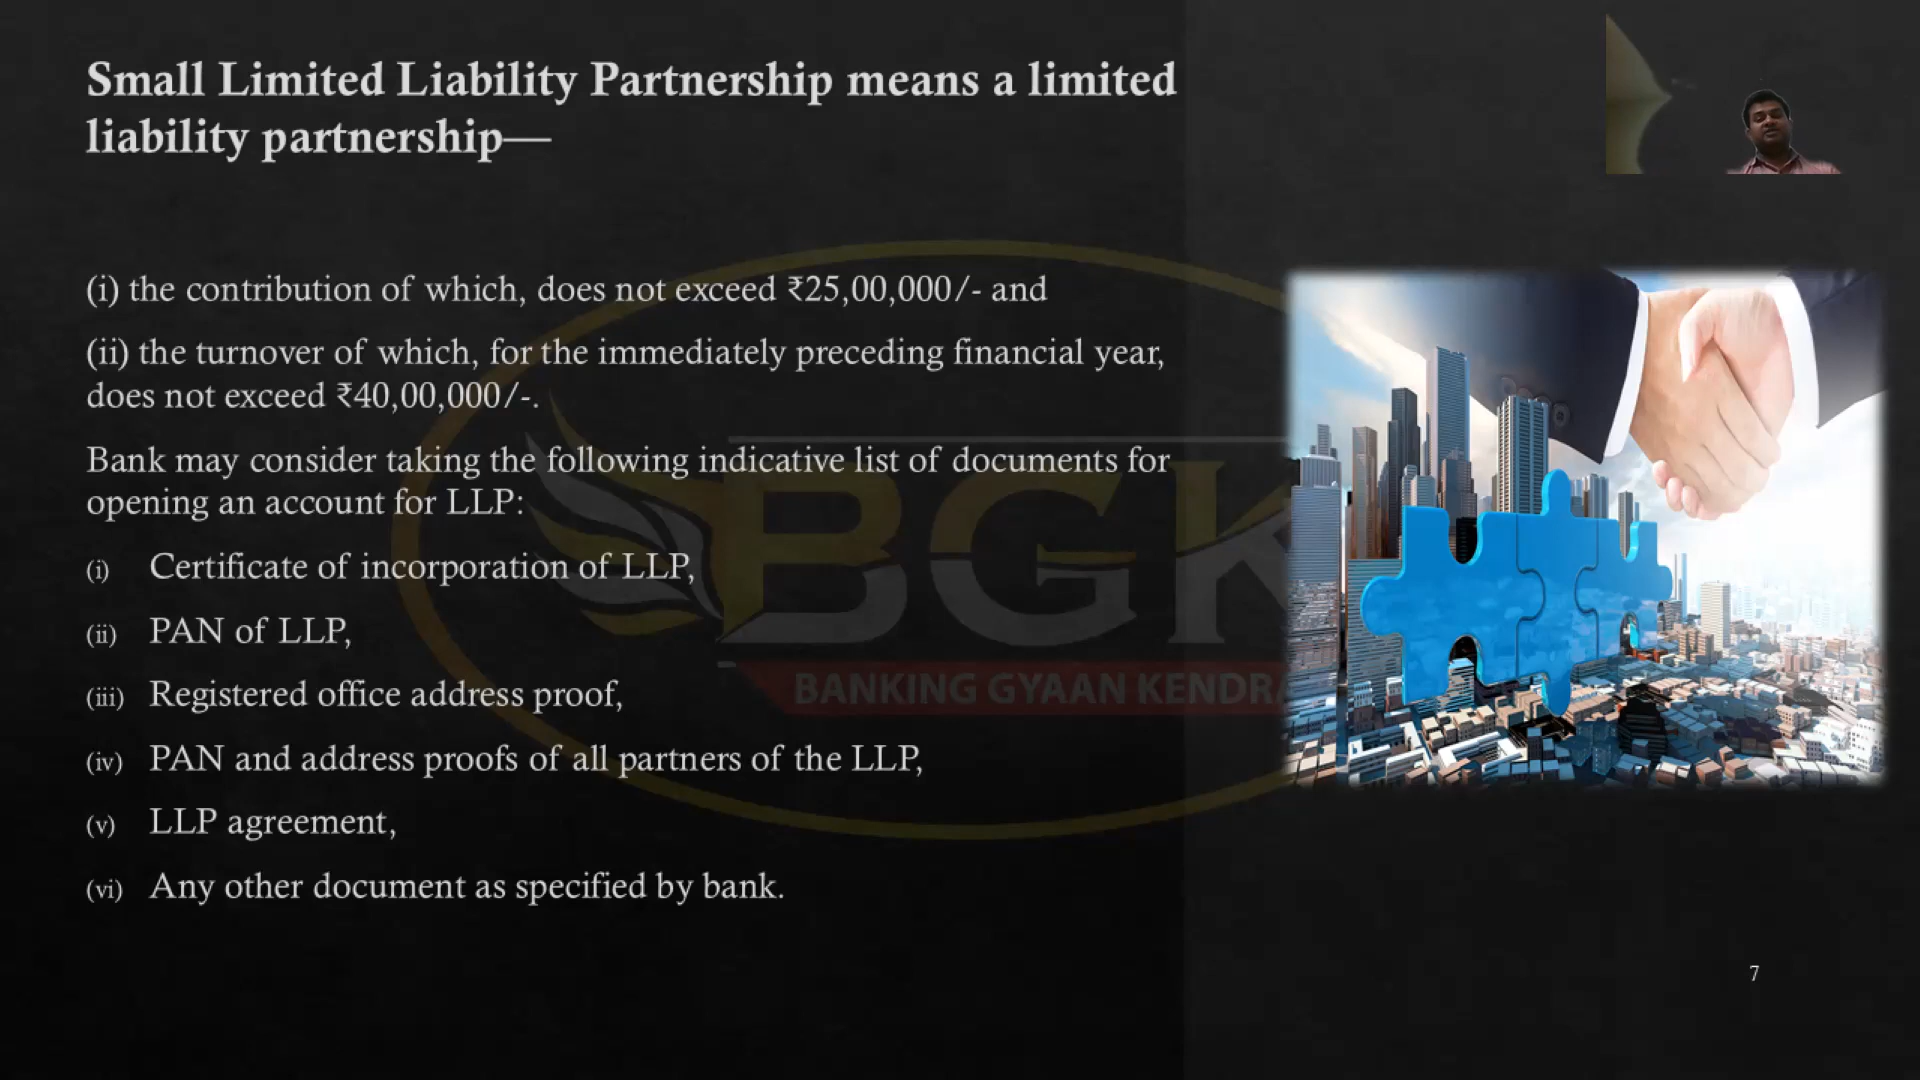 Small Limited Liability Partnership means a limited
liability partnership—
(i) the contribution of which, does not exceed ₹25,00,000/- and
(ii) the turnover of which, for the immediately preceding financial year,
does not exceed ₹40,00,000/-.
Bank may consider taking the following indicative list of documents for
opening an account for LLP:
(i) Certificate of incorporation of LLP,
(ii) PAN of LLP,
(iii) Registered office address proof,
(iv) PAN and address proofs of all partners of the LLP,
(v) LLP agreement,
(vi) Any other document as specified by bank.
BGK
BANKING GYAAN KENDRA
7